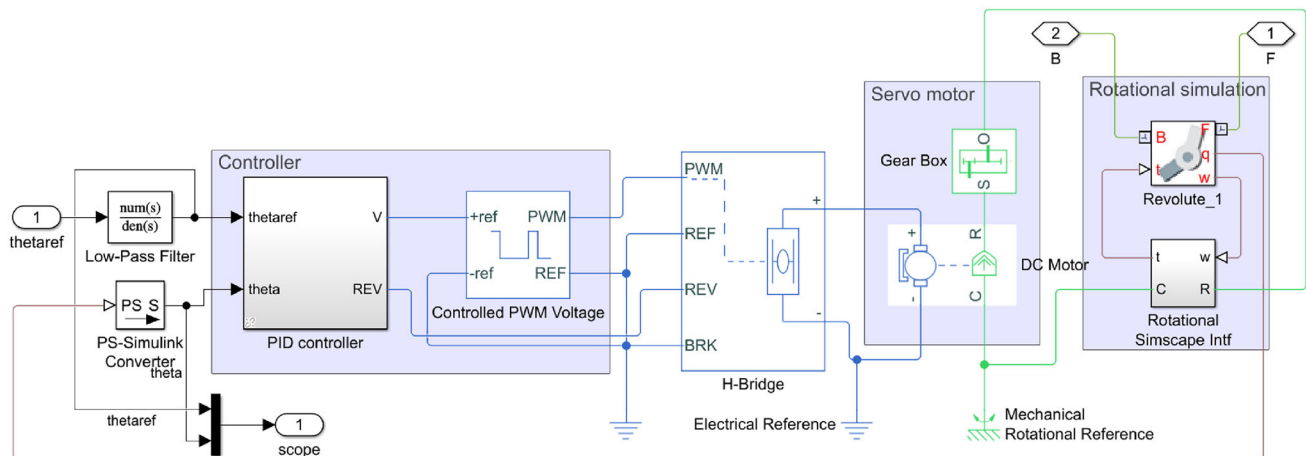 2
B
1
F
Servo motor
Rotational simulation
Gear Box
O
S
B
F
q
t
w
Revolute_1
Controller
PWM
+
1
thetaref
num(s)
den(s)
Low-Pass Filter
thetaref
V
+ref
PWM
REF
-ref
REF
theta
REV
REV
Controlled PWM Voltage
PS S
PS-Simulink
Converter
theta
PID controller
BRK
-
H-Bridge
+
-
R
C
DC Motor
t
w
C
R
Rotational
Simscape Intf
thetaref
1
scope
Electrical Reference
Mechanical
Rotational Reference